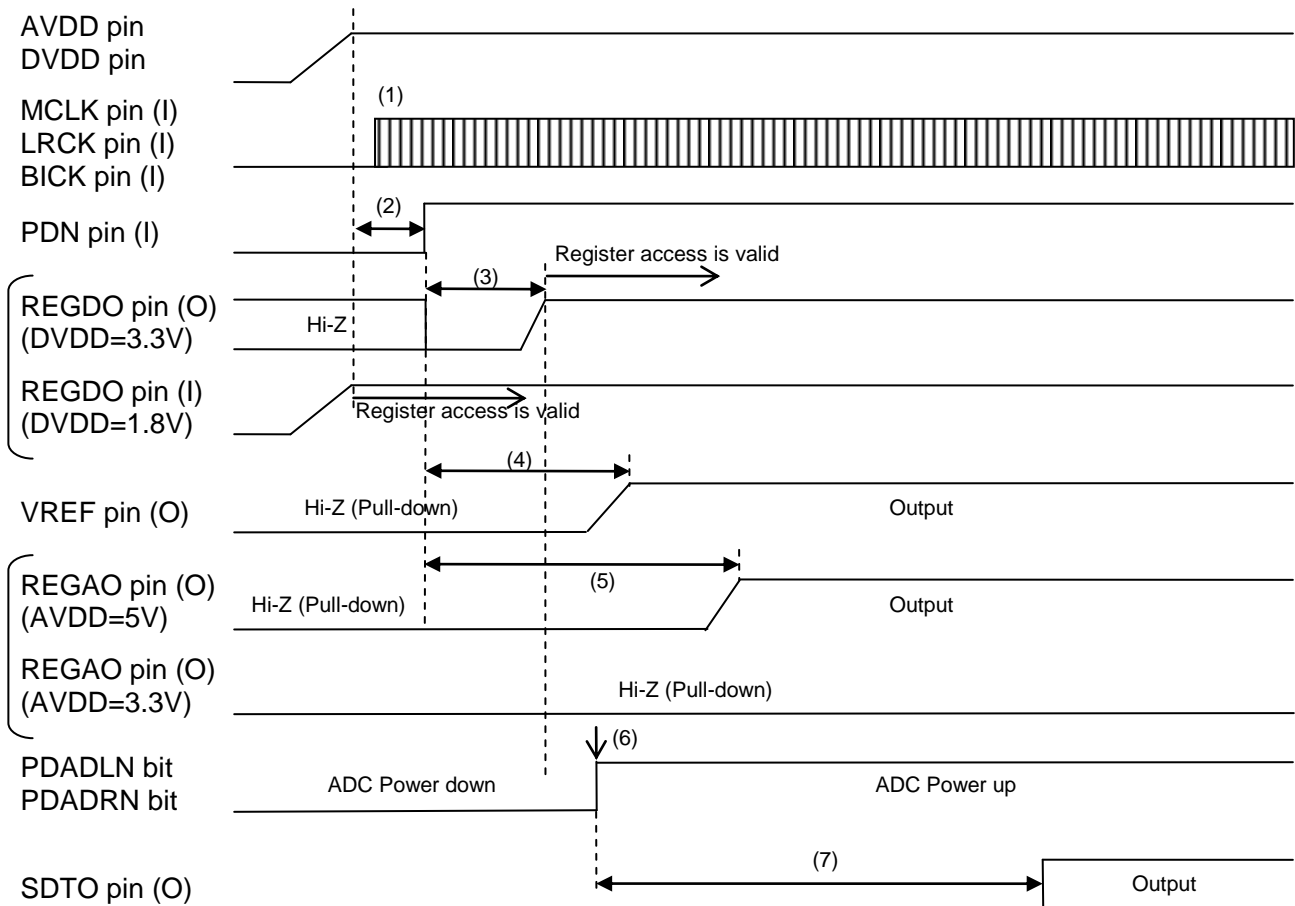 AVDD pin
DVDD pin
MCLK pin (I)
LRCK pin (I)
BICK pin (I)
(1)
PDN pin (I)
(2)
REGDO pin (O)
(DVDD=3.3V)
Hi-Z
(3)
Register access is valid
REGDO pin (I)
(DVDD=1.8V)
Register access is valid
VREF pin (O)
Hi-Z (Pull-down)
(4)
Output
REGAO pin (O)
(AVDD=5V)
Hi-Z (Pull-down)
(5)
Output
REGAO pin (O)
(AVDD=3.3V)
Hi-Z (Pull-down)
PDADLN bit
PDADRN bit
ADC Power down
(6)
ADC Power up
SDTO pin (O)
(7)
Output